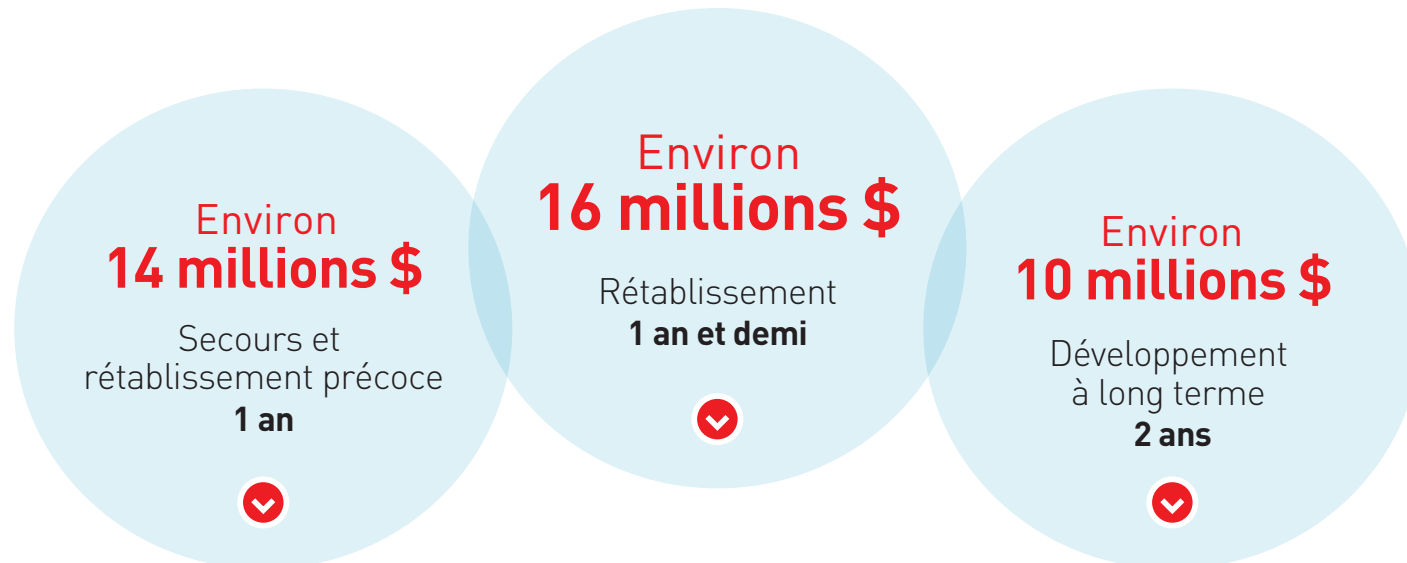 Environ
14 millions $
Secours et
rétablissement précoce
1 an
Environ
16 millions $
Rétablissement
1 an et demi
Environ
10 millions $
Développement
à long terme
2 ans